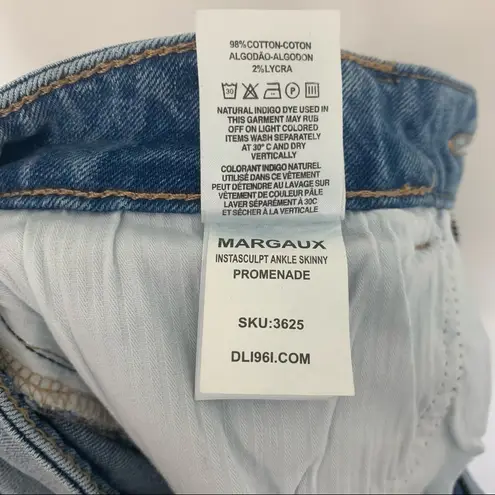 98%COTTON-COTON
ALGODÃO-ALGODON
2%LYCRA
30 P
NATURAL INDIGO DYE USED IN
THIS GARMENT MAY RUB
OFF ON LIGHT COLORED
ITEMS WASH SEPARATELY
AT 30° C AND DRY
VERTICALLY
COLORANT INDIGO NATUREL
UTILISÉ DANS CE VÊTEMENT
PEUT DÉTEINDRE AU LAVAGE SUR
VÊTEMENT DE COULEUR PÂLE
LAVER SÉPARÉMENT À 30C
ET SÉCHER À LA VERTICALE
MARGAUX
INSTASCULPT ANKLE SKINNY
PROMENADE
SKU:3625
DLI96I.COM